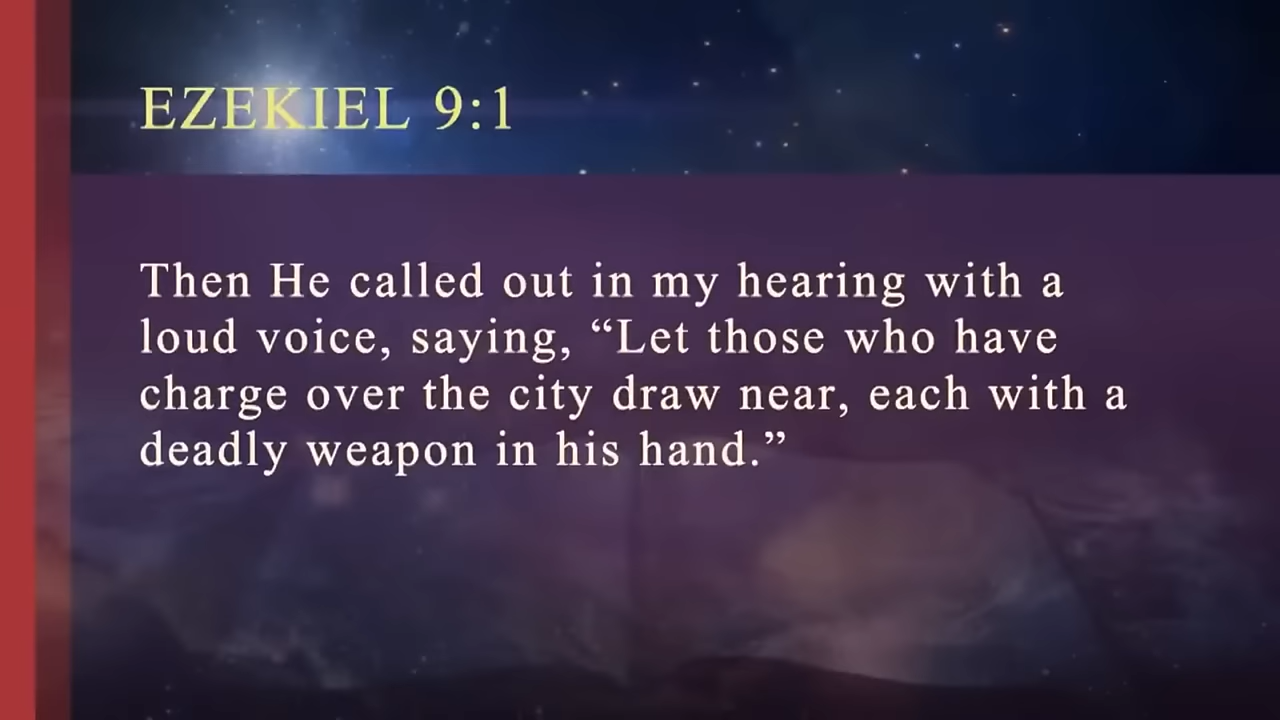 EZEKIEL 9:1
Then He called out in my hearing with a
loud voice, saying, “Let those who have
charge over the city draw near, each with a
deadly weapon in his hand.”